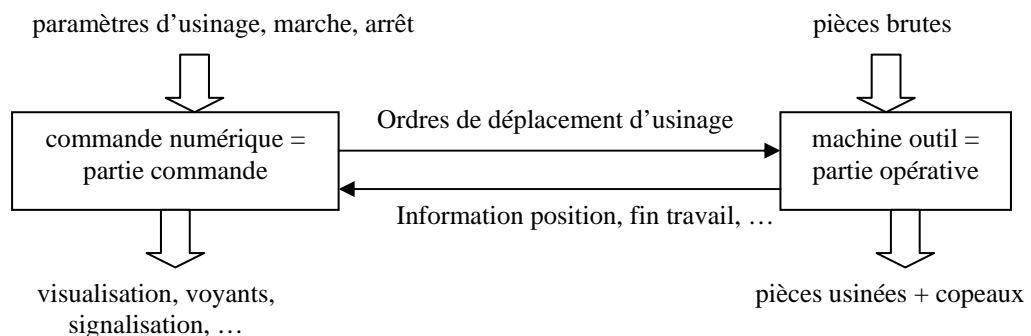 paramètres d’usinage, marche, arrêt
pièces brutes
commande numérique =
partie commande
Ordres de déplacement d’usinage
machine outil =
partie opérative
Information position, fin travail, …
visualisation, voyants,
signalisation, …
pièces usinées + copeaux